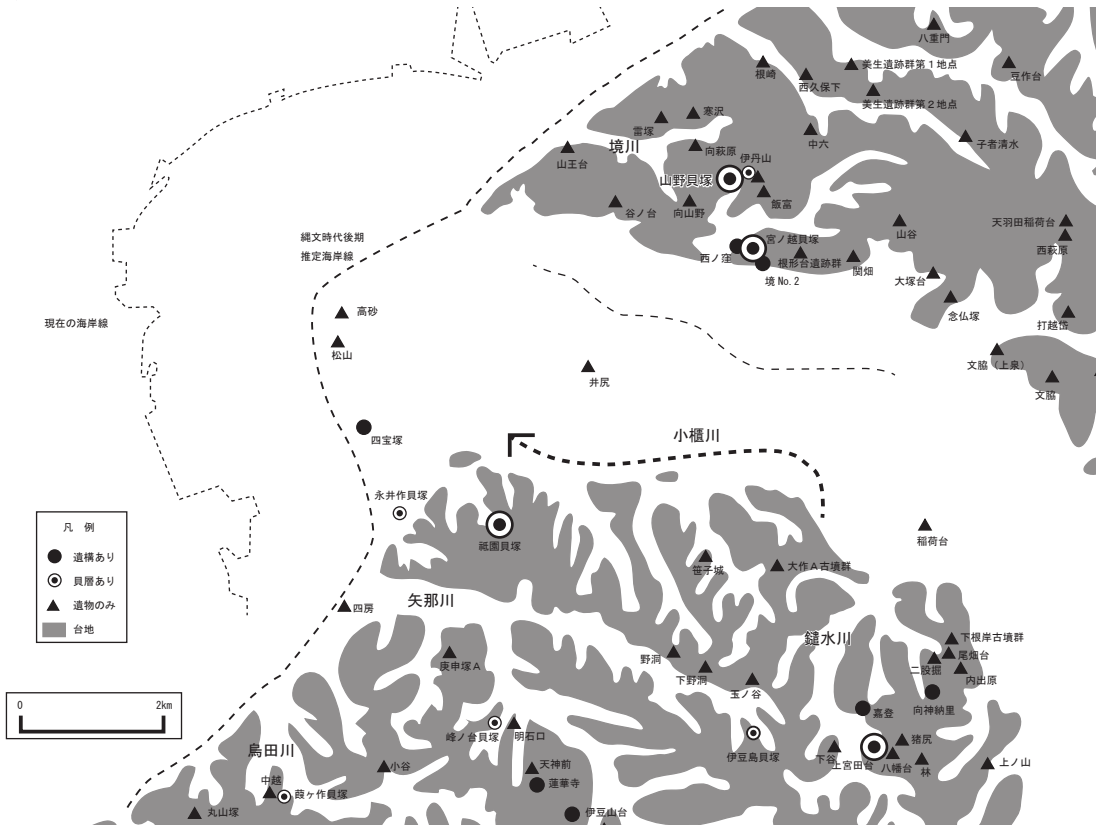 八重門
根崎
西久保下
美生遺跡群第1地点
豆作台
美生遺跡群第2地点
雷塚
寒沢
中六
子者清水
境川
向萩原
伊丹山
山王台
山野貝塚
飯富
谷ノ台
向山野
山谷
天羽田稲荷台
西萩原
縄文時代後期
推定海岸線
宮ノ越貝塚
西ノ窪
根形台遺跡群
関畑
境 No.2
大塚台
念仏塚
打越岱
現在の海岸線
高砂
松山
文脇（上泉）
文脇
井尻
四宝塚
小櫃川
永井作貝塚
祗園貝塚
稲荷台
凡 例
遺構あり
貝層あり
遺物のみ
台地
笹子城
大作A古墳群
矢那川
四房
鑓水川
下根岸古墳群
尾畑台
二股掘
内出原
野洞
下野洞
玉ノ谷
庚申塚A
向神納里
嘉登
0
2km
峰ノ台貝塚
明石口
伊豆島貝塚
猪尻
下谷
上宮田台
八幡台
林
上ノ山
烏田川
小谷
天神前
蓮華寺
中越
葭ヶ作貝塚
丸山塚
伊豆山台